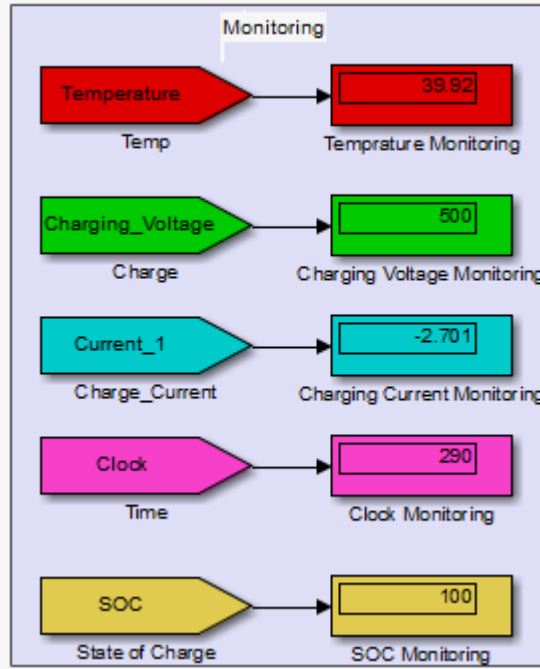 Monitoring
Temperature
39.92
Temp
Temprature Monitoring
Charging_Voltage
500
Charge
Charging Voltage Monitoring
Current_1
-2.701
Charge_Current
Charging Current Monitoring
Clock
290
Time
Clock Monitoring
SOC
100
State of Charge
SOC Monitoring